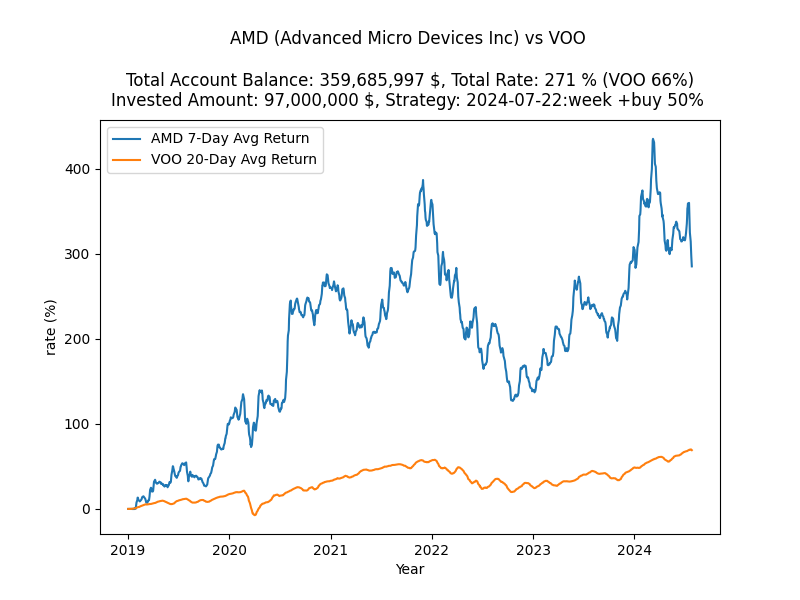 AMD (Advanced Micro Devices Inc) vs VOO
Total Account Balance: 359,685,997 $, Total Rate: 271 % (VOO 66%)
Invested Amount: 97,000,000 $, Strategy: 2024-07-22:week +buy 50%
AMD 7-Day Avg Return
VOO 20-Day Avg Return
rate (%)
400
300
200
100
0
2019 2020 2021 2022 2023 2024
Year